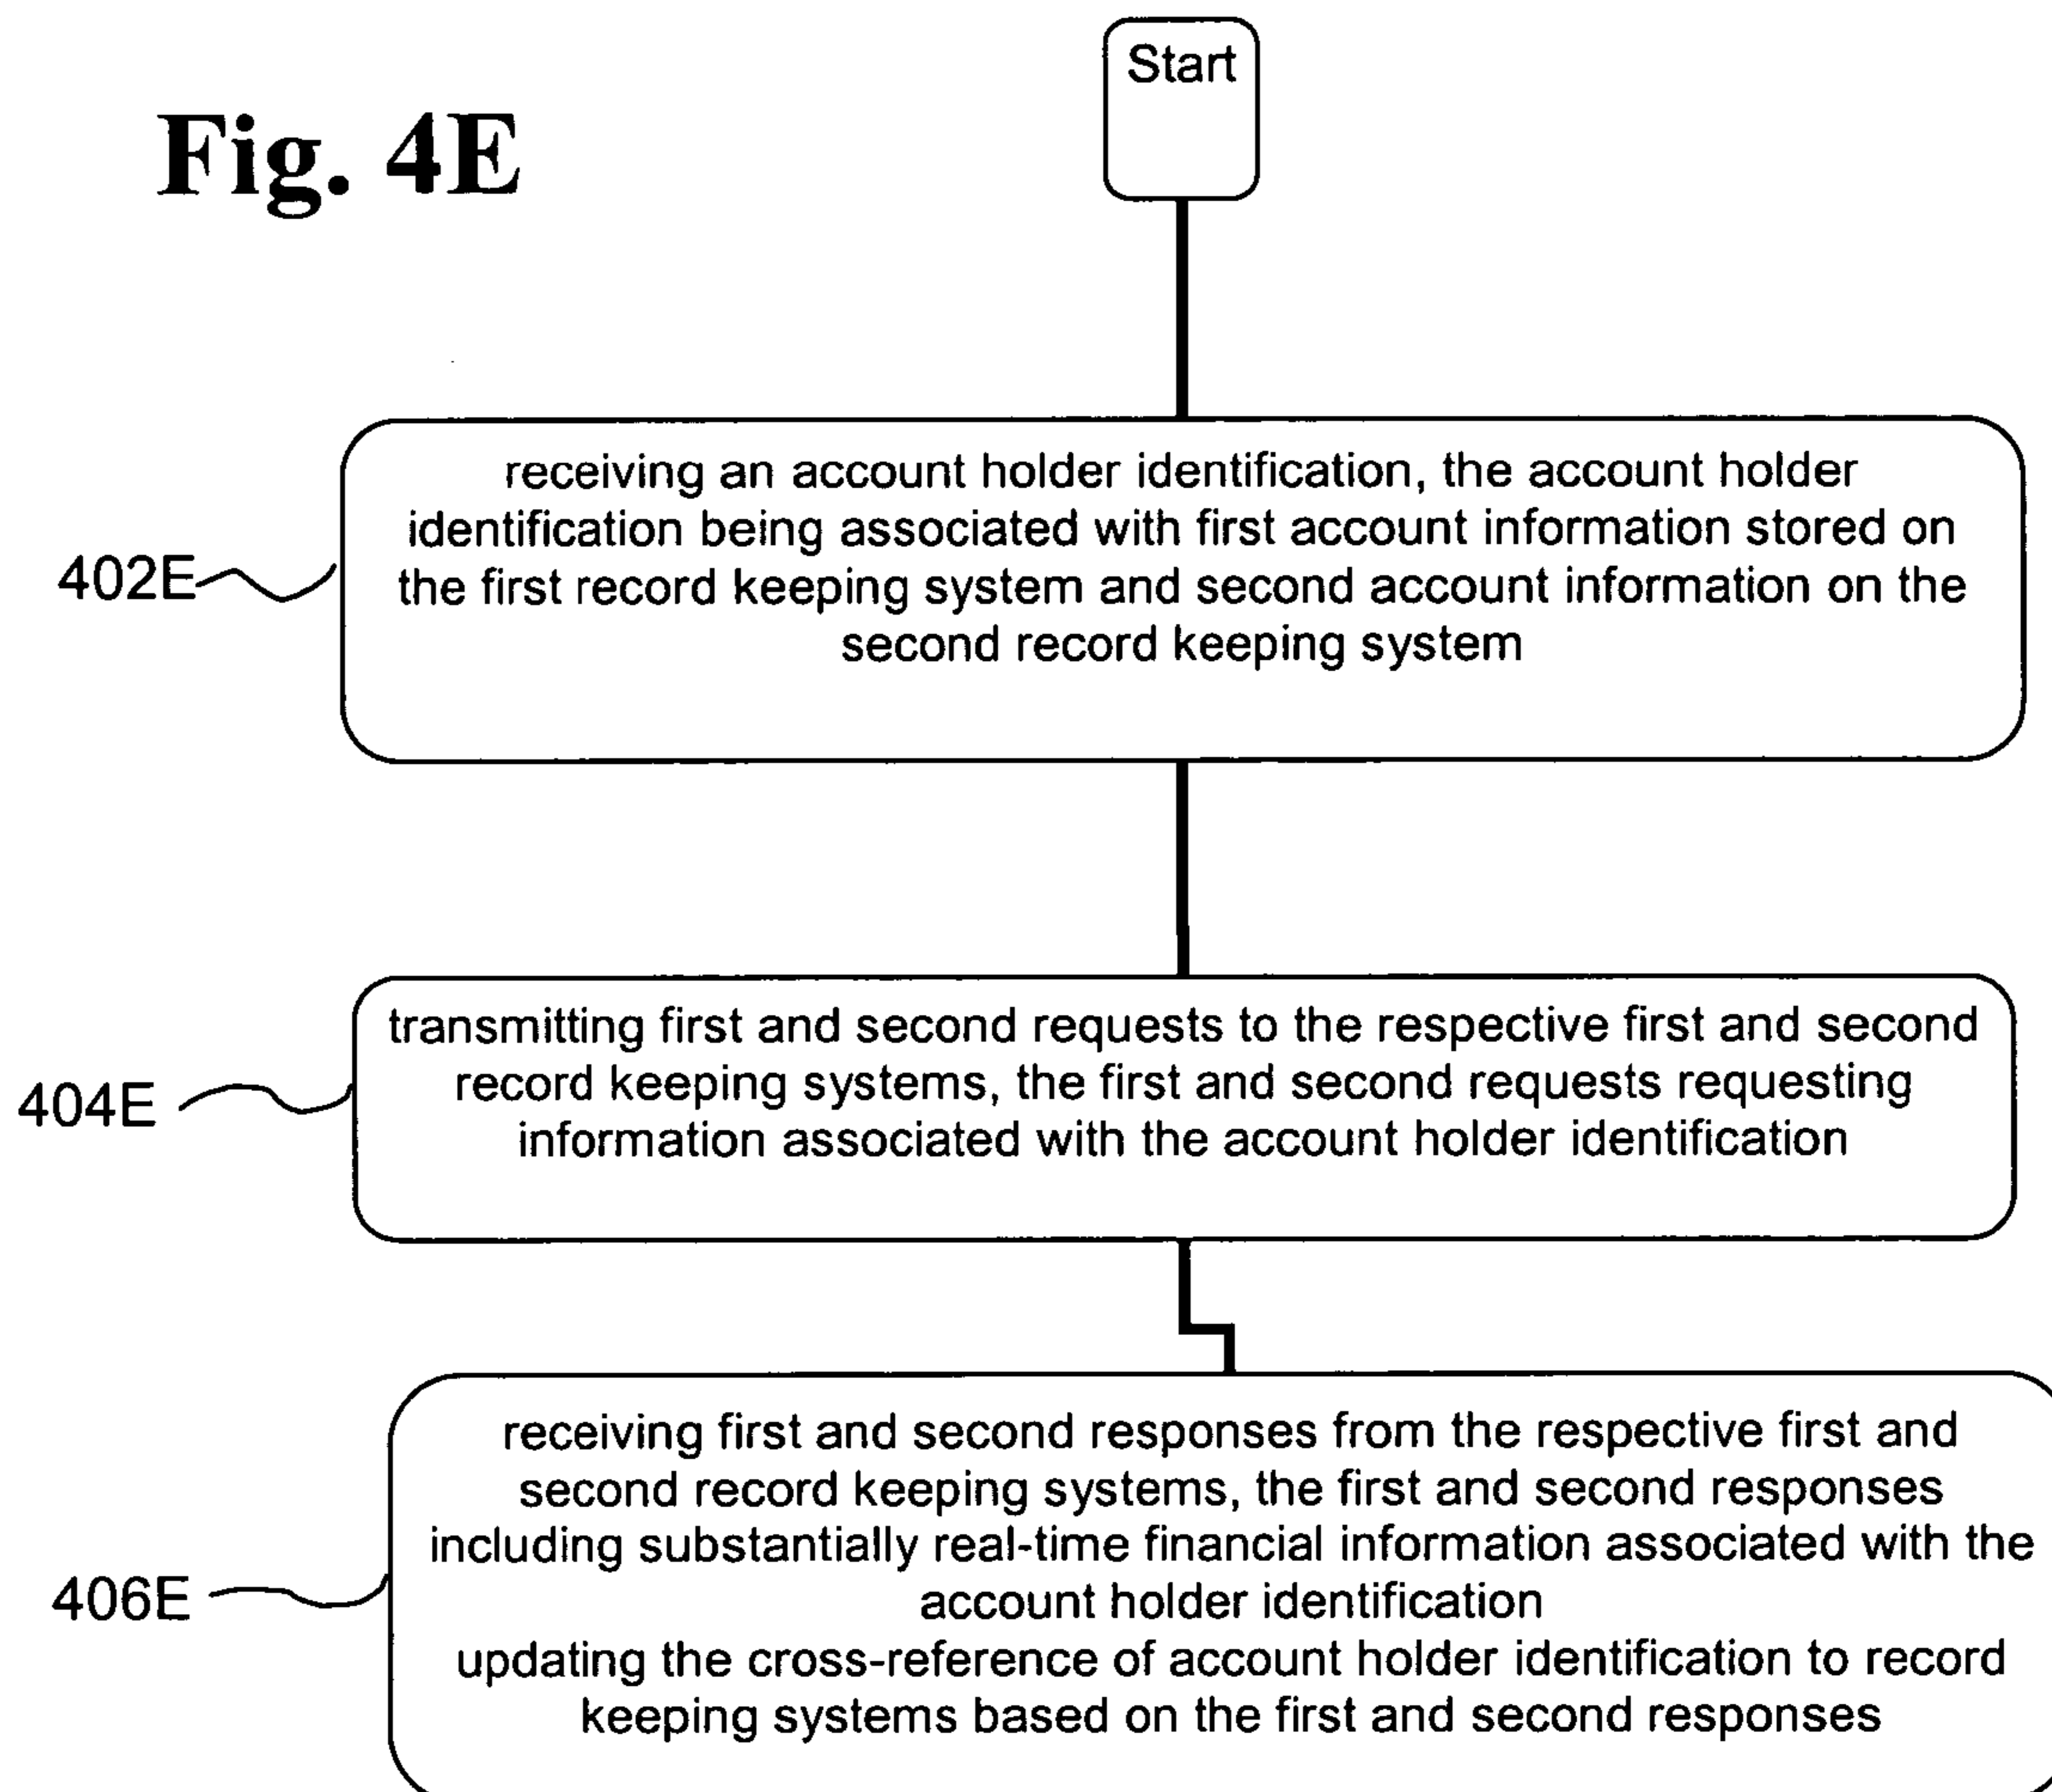 Fig. 4E
Start
402E
receiving an account holder identification, the account holder
identification being associated with first account information stored on
the first record keeping system and second account information on the
second record keeping system
404E
transmitting first and second requests to the respective first and second
record keeping systems, the first and second requests requesting
information associated with the account holder identification
406E
receiving first and second responses from the respective first and
second record keeping systems, the first and second responses
including substantially real-time financial information associated with the
account holder identification
updating the cross-reference of account holder identification to record
keeping systems based on the first and second responses